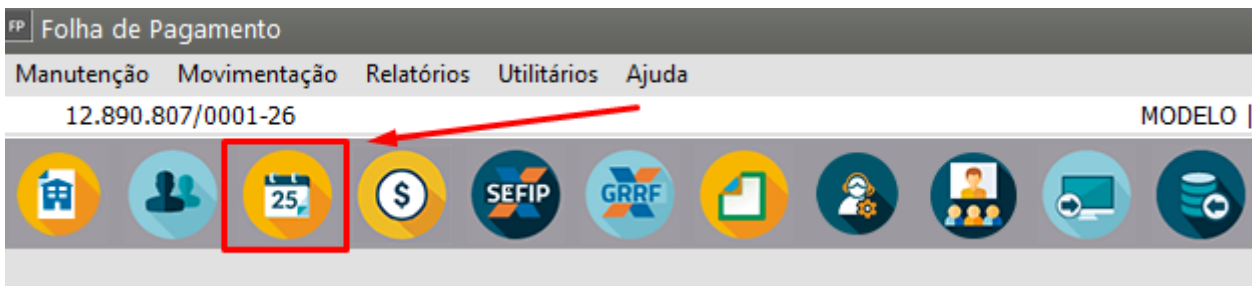 FP Folha de Pagamento
Manutenção Movimentação Relatórios Utilitários Ajuda
12.890.807/0001-26 MODELO |
25 $ SEFIP GRRF